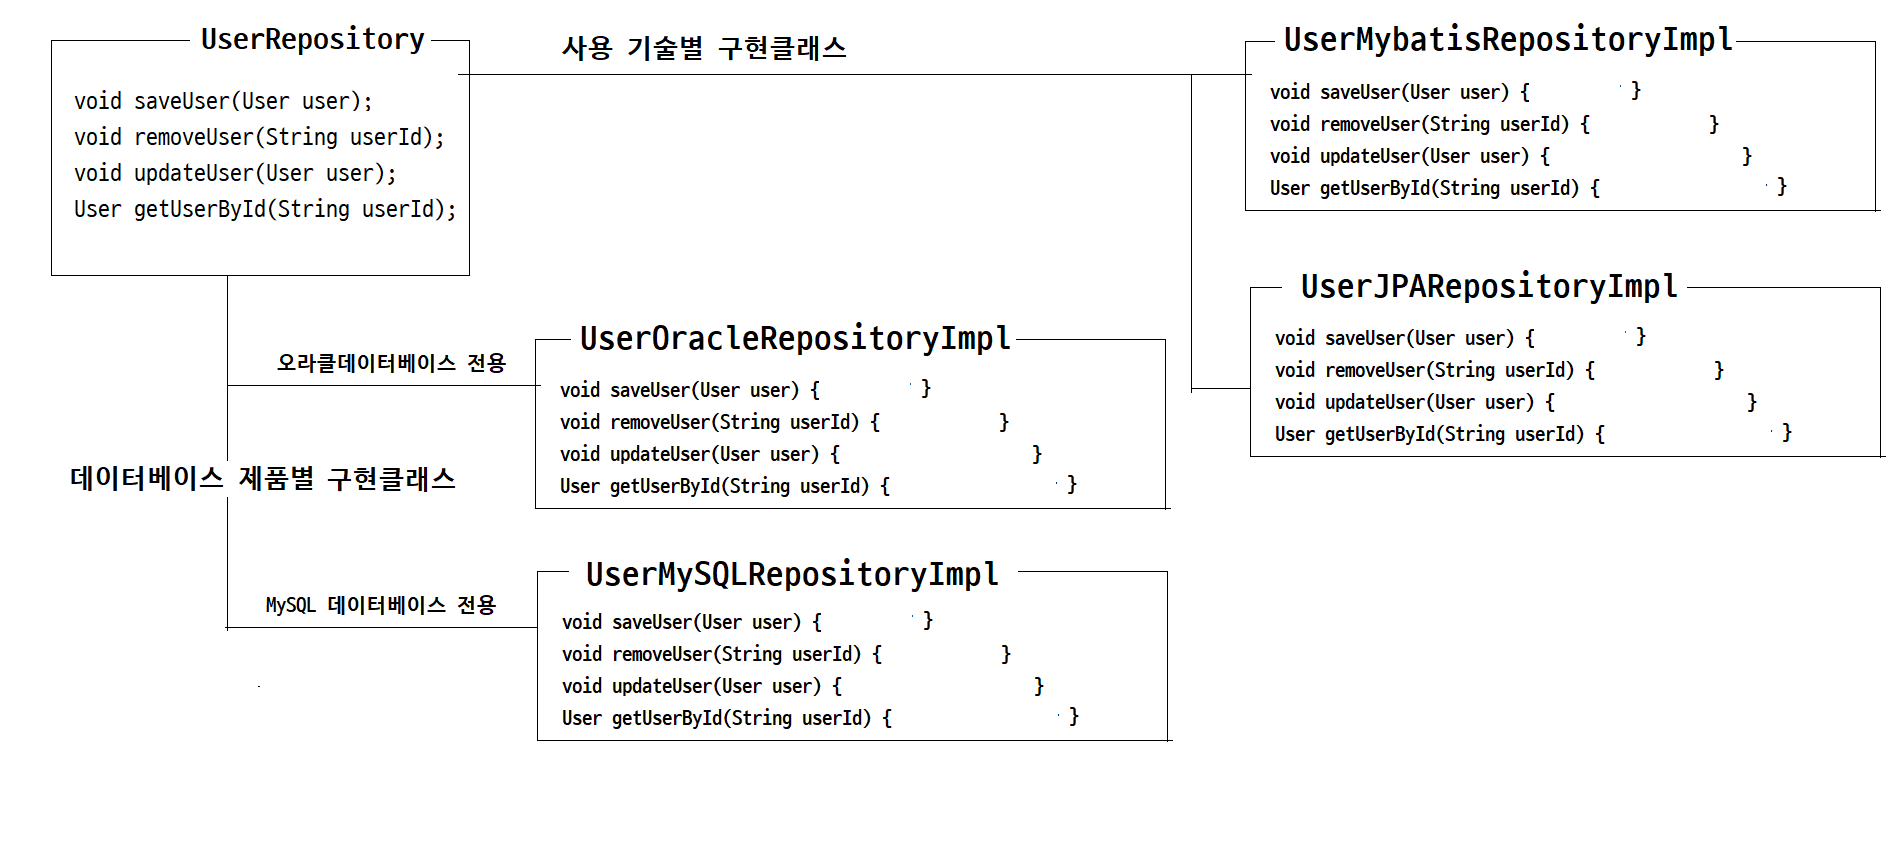 UserRepository
void saveUser(User user);
void removeUser(String userId);
void updateUser(User user);
User getUserById(String userId);
사용 기술별 구현클래스
UserMybatisRepositoryImpl
void saveUser(User user) { }
void removeUser(String userId) { }
void updateUser(User user) { }
User getUserById(String userId) { }
UserJPARepositoryImpl
void saveUser(User user) { }
void removeUser(String userId) { }
void updateUser(User user) { }
User getUserById(String userId) { }
오라클데이터베이스 전용
UserOracleRepositoryImpl
void saveUser(User user) { }
void removeUser(String userId) { }
void updateUser(User user) { }
User getUserById(String userId) { }
데이터베이스 제품별 구현클래스
MySQL 데이터베이스 전용
UserMySQLRepositoryImpl
void saveUser(User user) { }
void removeUser(String userId) { }
void updateUser(User user) { }
User getUserById(String userId) { }